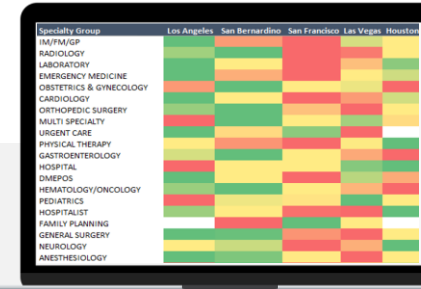 Specialty Group Los Angeles San Bernardino San Francisco Las Vegas Houston
IM/FM/GP
RADIOLOGY
LABORATORY
EMERGENCY MEDICINE
OBSTETRICS & GYNECOLOGY
CARDIOLOGY
ORTHOPEDIC SURGERY
MULTI SPECIALTY
URGENT CARE
PHYSICAL THERAPY
GASTROENTEROLOGY
HOSPITAL
DMEPOS
HEMATOLOGY/ONCOLOGY
PEDIATRICS
HOSPITALIST
FAMILY PLANNING
GENERAL SURGERY
NEUROLOGY
ANESTHESIOLOGY